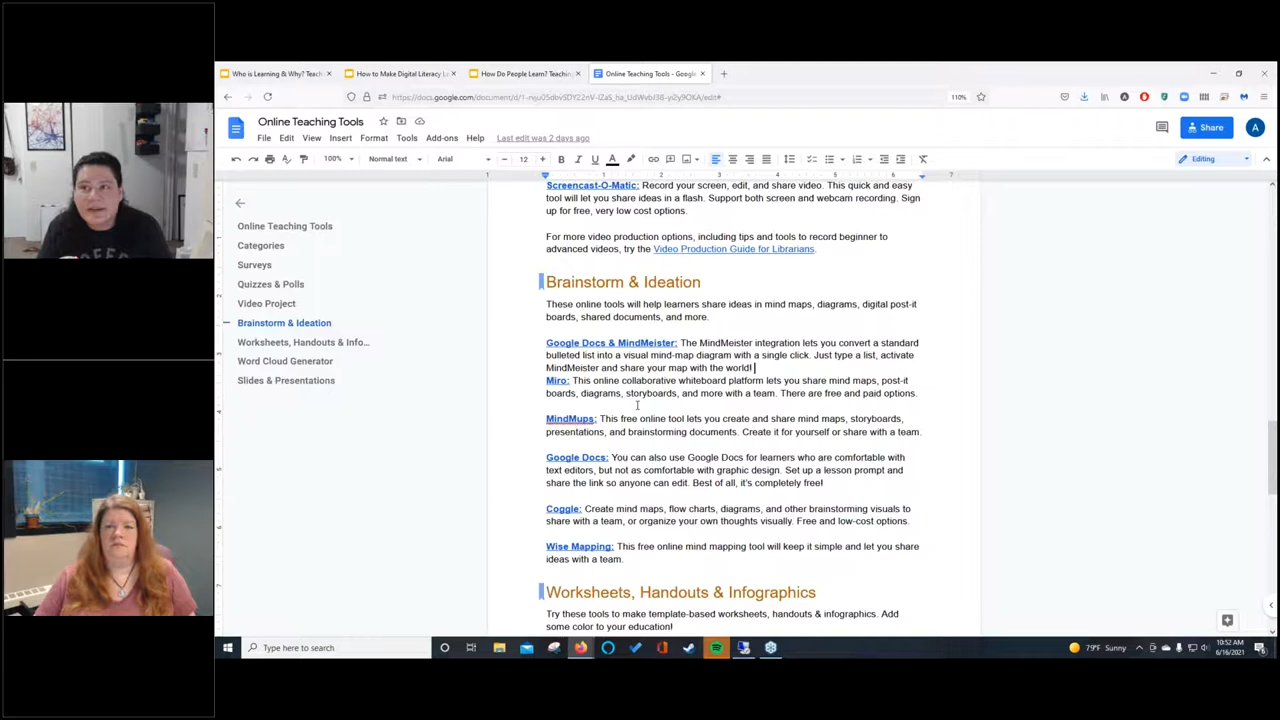 Who is Learning & Why? Teach
How to Make Digital Literacy Le
How Do People Learn? Teaching
Online Teaching Tools - Google
110%
Online Teaching Tools
File Edit View Insert Format Tools Add-ons Help Last edit was 2 days ago
Share
A
100% Normal text Arial 12 Editing
Online Teaching Tools
Categories
Surveys
Quizzes & Polls
Video Project
Brainstorm & Ideation
Worksheets, Handouts & Info...
Word Cloud Generator
Slides & Presentations
Screencast-O-Matic: Record your screen, edit, and share video. This quick and easy
tool will let you share ideas in a flash. Support both screen and webcam recording. Sign
up for free, very low cost options.
For more video production options, including tips and tools to record beginner to
advanced videos, try the Video Production Guide for Librarians.
Brainstorm & Ideation
These online tools will help learners share ideas in mind maps, diagrams, digital post-it
boards, shared documents, and more.
Google Docs & MindMeister: The MindMeister integration lets you convert a standard
bulleted list into a visual mind-map diagram with a single click. Just type a list, activate
MindMeister and share your map with the world!
Miro: This online collaborative whiteboard platform lets you share mind maps, post-it
boards, diagrams, storyboards, and more with a team. There are free and paid options.
MindMups: This free online tool lets you create and share mind maps, storyboards,
presentations, and brainstorming documents. Create it for yourself or share with a team.
Google Docs: You can also use Google Docs for learners who are comfortable with
text editors, but not as comfortable with graphic design. Set up a lesson prompt and
share the link so anyone can edit. Best of all, it's completely free!
Coggle: Create mind maps, flow charts, diagrams, and other brainstorming visuals to
share with a team, or organize your own thoughts visually. Free and low-cost options.
Wise Mapping: This free online mind mapping tool will keep it simple and let you share
ideas with a team.
Worksheets, Handouts & Infographics
Try these tools to make template-based worksheets, handouts & infographics. Add
some color to your education!
Type here to search
79°F Sunny
10:52 AM
6/16/2021